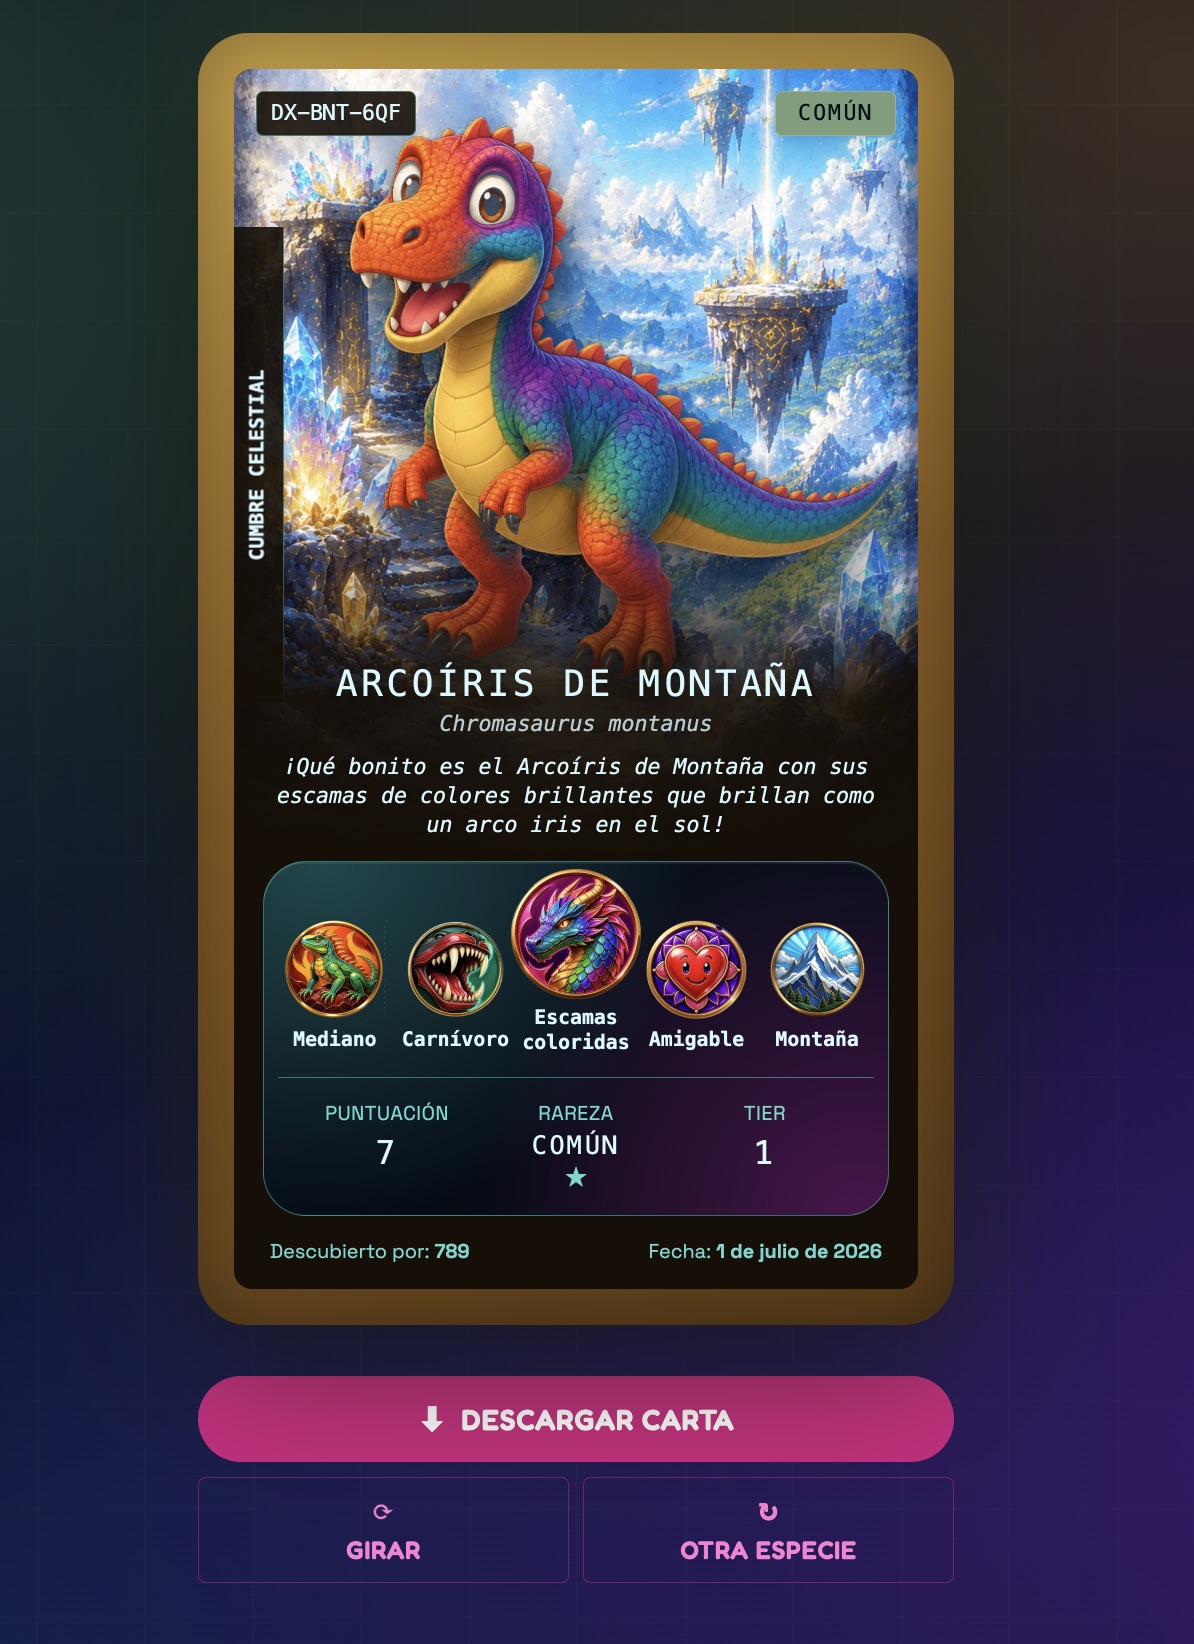 DX-BNT-6QF
COMÚN
CUMBRE CELESTIAL
ARCOÍRIS DE MONTAÑA
Chromasaurus montanus
¡Qué bonito es el Arcoíris de Montaña con sus
escamas de colores brillantes que brillan como
un arco iris en el sol!
Mediano
Carnívoro
Escamas
coloridas
Amigable
Montaña
PUNTUACIÓN
7
RAREZA
COMÚN
★
TIER
1
Descubierto por: 789
Fecha: 1 de julio de 2026
⬇ DESCARGAR CARTA
⟳
GIRAR
↻
OTRA ESPECIE